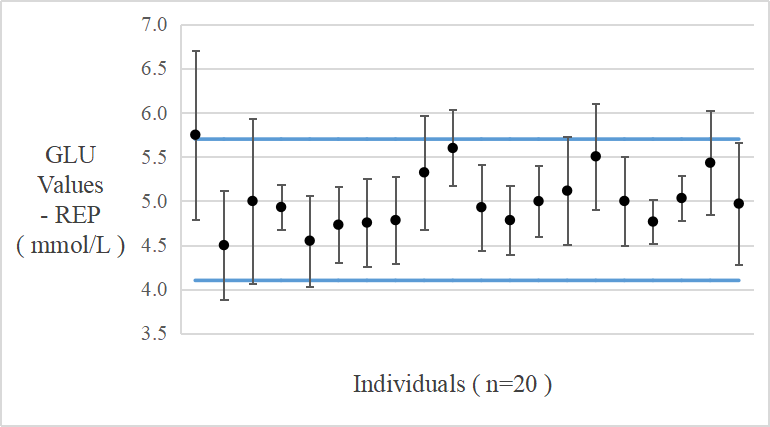 7.0
6.5
6.0
5.5
5.0
4.5
4.0
3.5
GLU
Values
- REP
( mmol/L )
Individuals ( n=20 )